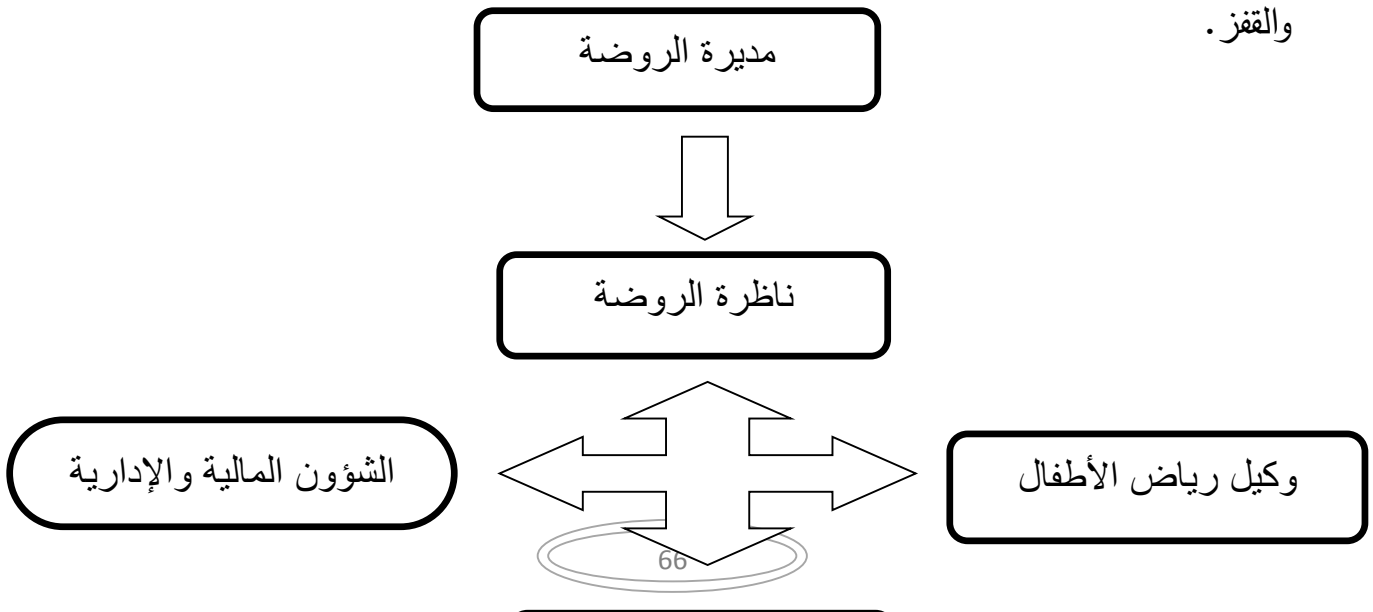 والقفز.
مديرة الروضة
ناظرة الروضة
وكيل رياض الأطفال
الشؤون المالية والإدارية
66